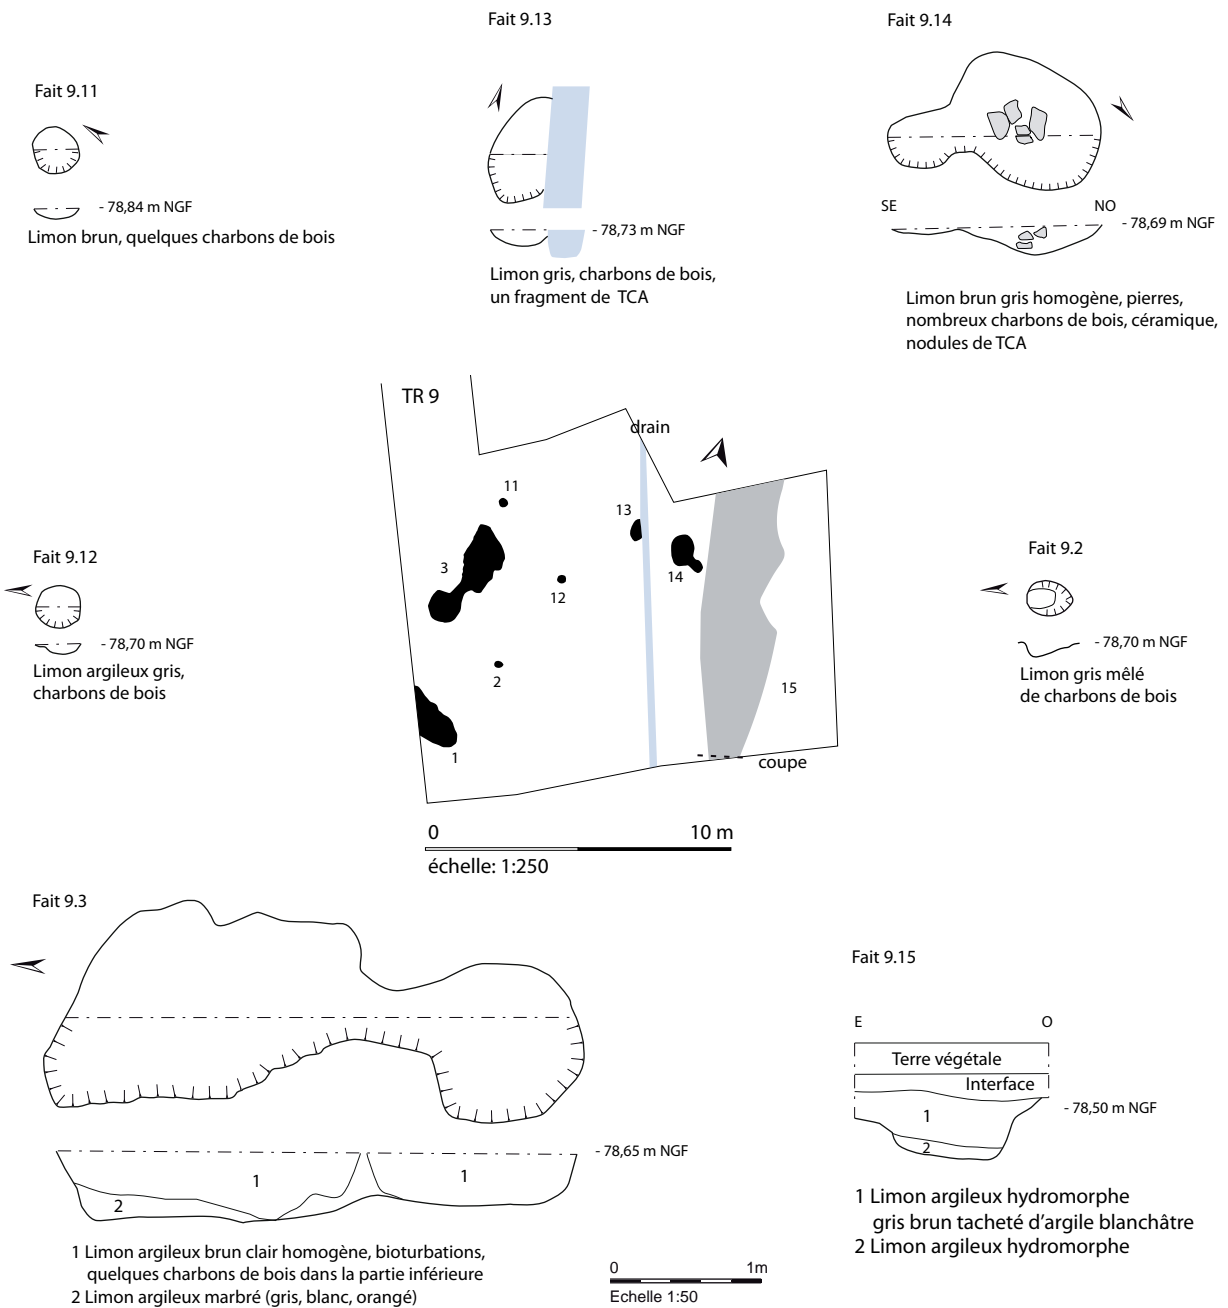 Fait 9.13
Fait 9.14
Fait 9.11
- 78,84 m NGF
Limon brun, quelques charbons de bois
- 78,73 m NGF
Limon gris, charbons de bois,
un fragment de TCA
SE
NO
- 78,69 m NGF
Limon brun gris homogène, pierres,
nombreux charbons de bois, céramique,
nodules de TCA
TR 9
drain
11
13
3
14
12
2
15
1
coupe
0
10 m
échelle: 1:250
Fait 9.12
- 78,70 m NGF
Limon argileux gris,
charbons de bois
Fait 9.2
- 78,70 m NGF
Limon gris mêlé
de charbons de bois
Fait 9.3
- 78,65 m NGF
1
1
2
1 Limon argileux brun clair homogène, bioturbations,
quelques charbons de bois dans la partie inférieure
2 Limon argileux marbré (gris, blanc, orangé)
0
1m
Echelle 1:50
Fait 9.15
E
O
Terre végétale
Interface
- 78,50 m NGF
1
2
1 Limon argileux hydromorphe
gris brun tacheté d'argile blanchâtre
2 Limon argileux hydromorphe